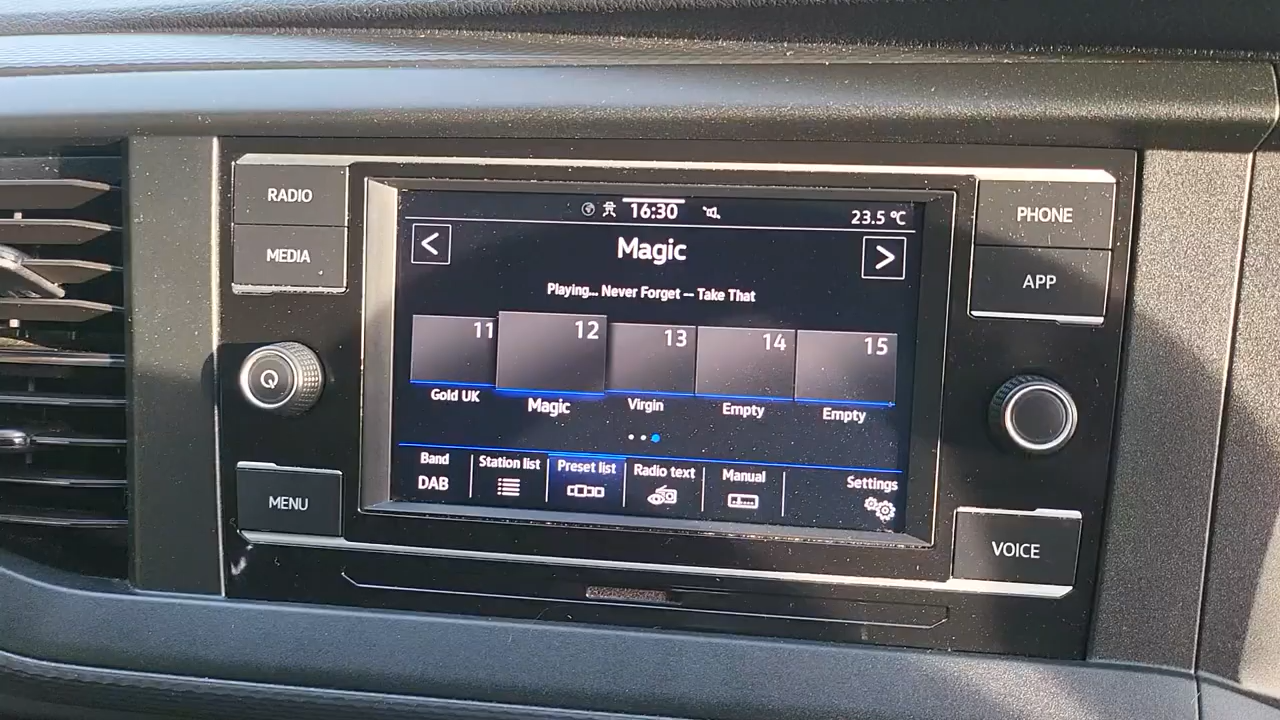 RADIO
MEDIA
MENU
16:30
23.5 °C
<
Magic
>
Playing... Never Forget -- Take That
11
12
13
14
15
Gold UK
Magic
Virgin
Empty
Empty
Band
DAB
Station list
Preset list
Radio text
Manual
Settings
PHONE
APP
VOICE